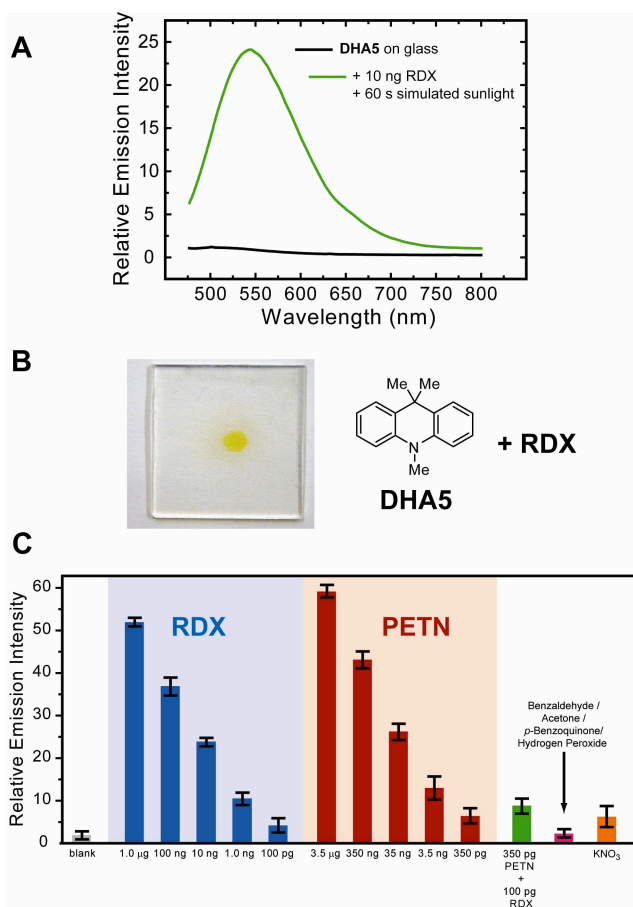 A
Relative Emission Intensity
25
20
15
10
5
0
DHA5 on glass
+ 10 ng RDX
+ 60 s simulated sunlight
500 550 600 650 700 750 800
Wavelength (nm)
B
Me Me
N
Me
DHA5
+ RDX
C
Relative Emission Intensity
60
50
40
30
20
10
0
RDX
PETN
Benzaldehyde /
Acetone /
p-Benzoquinone/
Hydrogen Peroxide
blank 1.0 μg 100 ng 10 ng 1.0 ng 100 pg 3.5 μg 350 ng 35 ng 3.5 ng 350 pg 350 pg KNO₃
PETN
+
100 pg
RDX